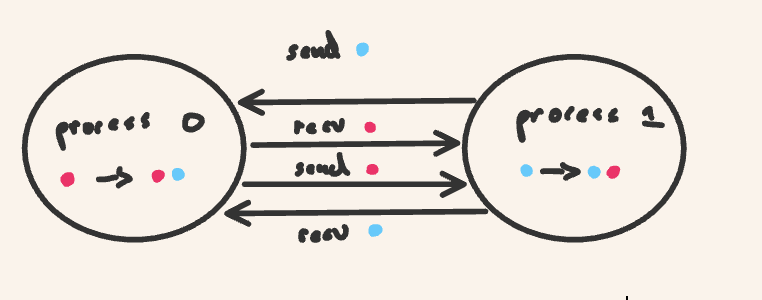 send
process 0
process 1
recv
send
recv